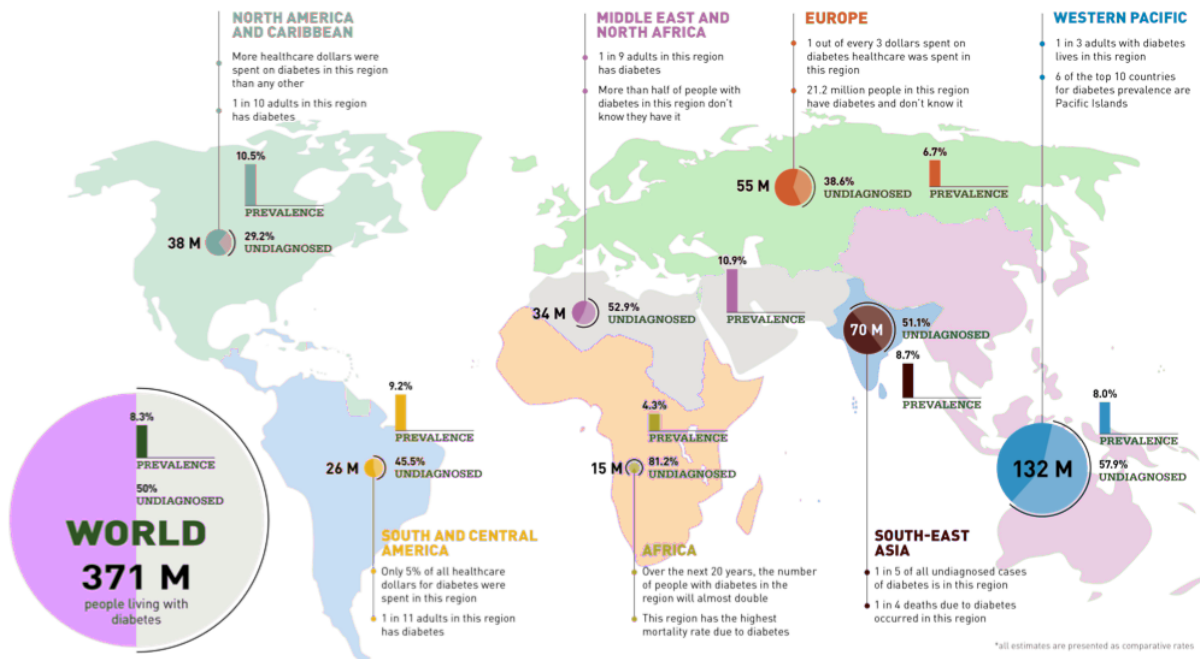 NORTH AMERICA
AND CARIBBEAN
More healthcare dollars were
spent on diabetes in this region
than any other
1 in 10 adults in this region
has diabetes
10.5%
PREVALENCE
38 M
29.2%
UNDIAGNOSED
MIDDLE EAST AND
NORTH AFRICA
1 in 9 adults in this region
has diabetes
More than half of people with
diabetes in this region don't
know they have it
10.9%
PREVALENCE
34 M
52.9%
UNDIAGNOSED
EUROPE
1 out of every 3 dollars spent on
diabetes healthcare was spent in
this region
21.2 million people in this region
have diabetes and don't know it
6.7%
PREVALENCE
55 M
38.6%
UNDIAGNOSED
WESTERN PACIFIC
1 in 3 adults with diabetes
lives in this region
6 of the top 10 countries
for diabetes prevalence are
Pacific Islands
8.0%
PREVALENCE
132 M
57.9%
UNDIAGNOSED
70 M
51.1%
UNDIAGNOSED
8.7%
PREVALENCE
SOUTH-EAST
ASIA
1 in 5 of all undiagnosed cases
of diabetes is in this region
1 in 4 deaths due to diabetes
occurred in this region
8.3%
PREVALENCE
50%
UNDIAGNOSED
WORLD
371 M
people living with
diabetes
9.2%
PREVALENCE
26 M
45.5%
UNDIAGNOSED
SOUTH AND CENTRAL
AMERICA
Only 5% of all healthcare
dollars for diabetes were
spent in this region
1 in 11 adults in this region
has diabetes
4.3%
PREVALENCE
15 M
81.2%
UNDIAGNOSED
AFRICA
Over the next 20 years, the number
of people with diabetes in the
region will almost double
This region has the highest
mortality rate due to diabetes
*all estimates are presented as comparative rates